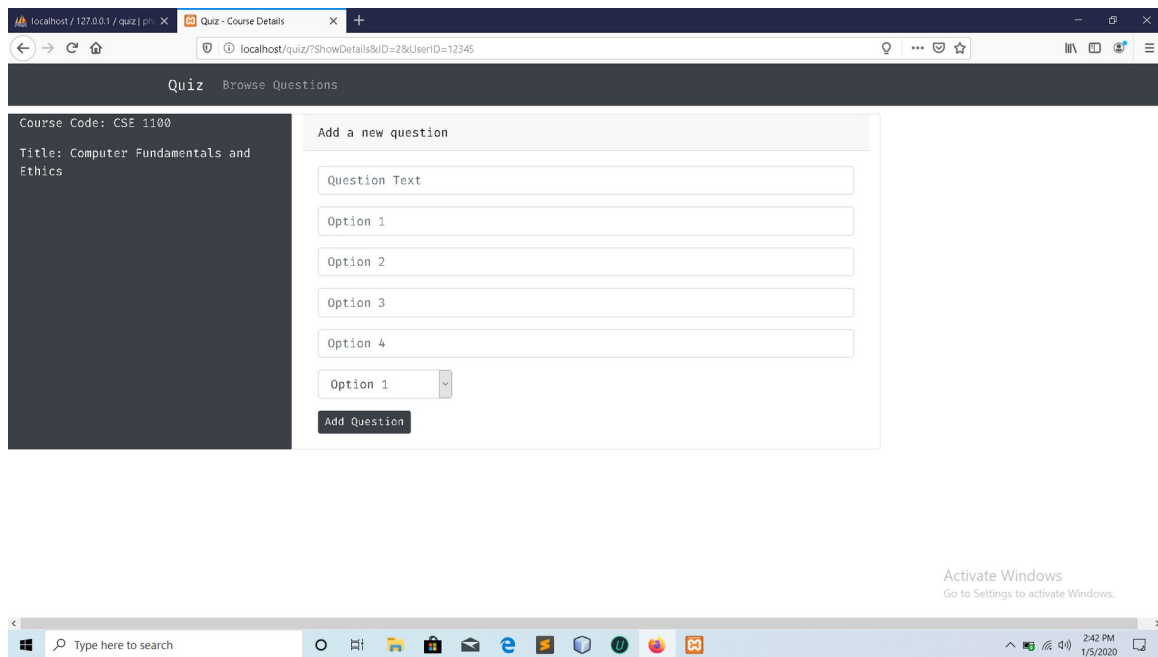 localhost / 127.0.0.1 / quiz | ph
Quiz - Course Details
localhost/quiz/?ShowDetails&ID=2&UserID=12345
Quiz Browse Questions
Course Code: CSE 1100
Title: Computer Fundamentals and
Ethics
Add a new question
Question Text
Option 1
Option 2
Option 3
Option 4
Option 1
Add Question
Activate Windows
Go to Settings to activate Windows.
Type here to search
2:42 PM
1/5/2020